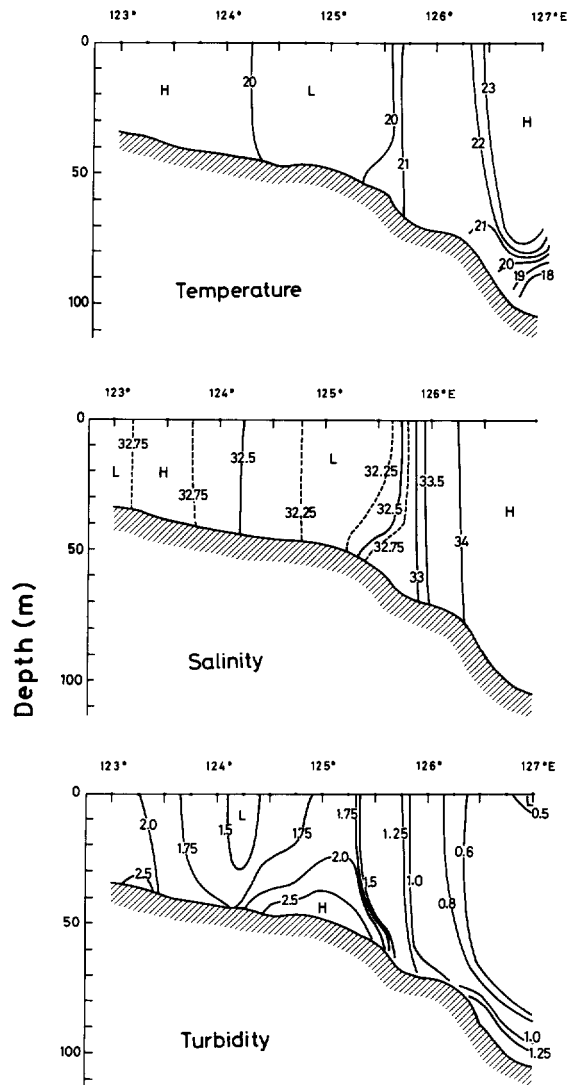 123° 124° 125° 126° 127°E
0
50
100
H 20 L 20 21 23 22 H
21
20
19 18
Temperature
123° 124° 125° 126°E
0
50
100
32.75 L H 32.75 32.5 L 32.25 32.25 32.5 32.75 33.5 33 34 H
Salinity
Depth (m)
123° 124° 125° 126° 127°E
0
50
100
2.5 2.0 1.75 1.5 L 1.75 2.0 2.5 H 1.75 1.5 1.25 1.0 0.8 0.6 L 0.5
1.0
1.25
Turbidity